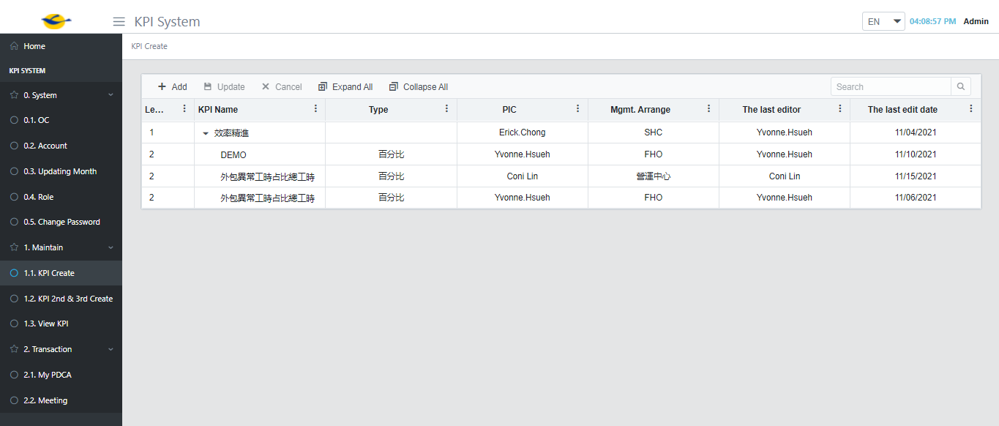 KPI System
EN 04:08:57 PM Admin
Home
KPI SYSTEM
0. System
0.1. OC
0.2. Account
0.3. Updating Month
0.4. Role
0.5. Change Password
1. Maintain
1.1. KPI Create
1.2. KPI 2nd & 3rd Create
1.3. View KPI
2. Transaction
2.1. My PDCA
2.2. Meeting
KPI Create
Add Update Cancel Expand All Collapse All Search
Le... KPI Name Type PIC Mgmt. Arrange The last editor The last edit date
1 效率精進 Erick.Chong SHC Yvonne.Hsueh 11/04/2021
2 DEMO 百分比 Yvonne.Hsueh FHO Yvonne.Hsueh 11/10/2021
2 外包異常工時占比總工時 百分比 Coni Lin 營運中心 Coni Lin 11/15/2021
2 外包異常工時占比總工時 百分比 Yvonne.Hsueh FHO Yvonne.Hsueh 11/06/2021